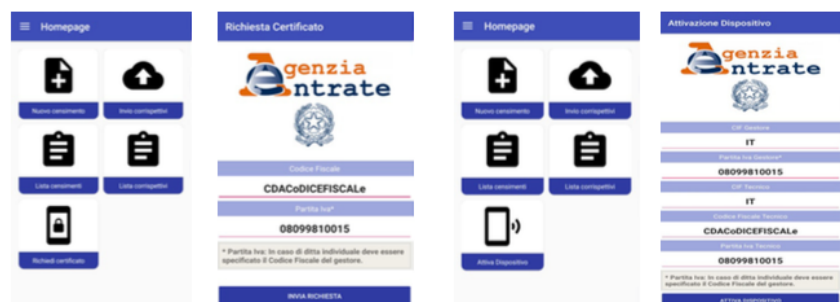 Homepage
Nuovo censimento
Invio corrispettivi
Lista censimenti
Lista corrispettivi
Richiedi certificato
Richiesta Certificato
Agenzia
Entrate
Codice Fiscale
CDACoDICEFISCALe
Partita Iva*
08099810015
* Partita Iva: In caso di ditta individuale deve essere
specificato il Codice Fiscale del gestore.
INVIA RICHIESTA
Homepage
Nuovo censimento
Invio corrispettivi
Lista censimenti
Lista corrispettivi
Attiva Dispositivo
Attivazione Dispositivo
Agenzia
Entrate
CIF Gestore
IT
Partita Iva Gestore*
08099810015
CIF Tecnico
IT
Codice Fiscale Tecnico
CDACoDICEFISCALe
Partita Iva Tecnico
08099810015
* Partita Iva: In caso di ditta individuale deve essere
specificato il Codice Fiscale del gestore.
ATTIVA DISPOSITIVO